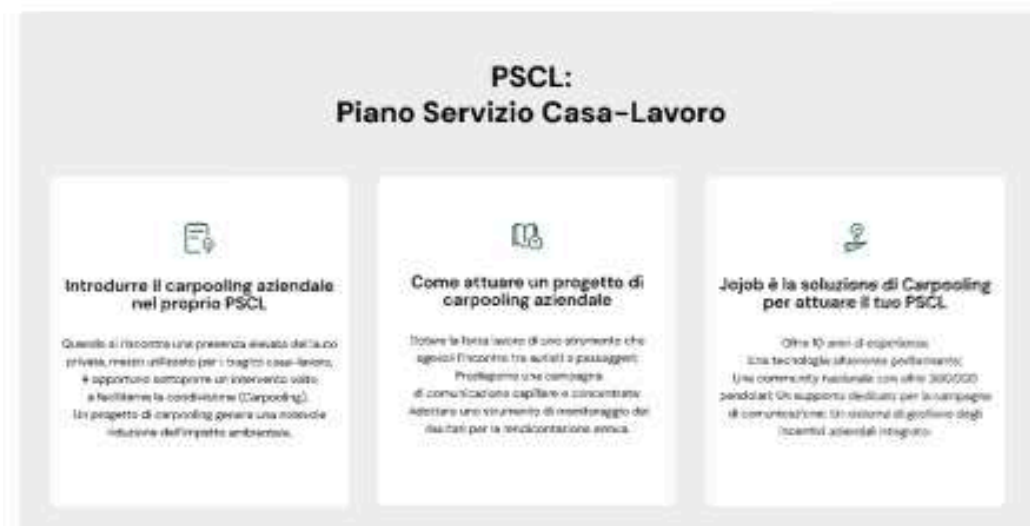 PSCL:
Piano Servizio Casa-Lavoro
Introdurre il carpooling aziendale
nel proprio PSCL
Quando si riscontra una presenza elevata dell'auto
privata, mezzo utilizzato per i tragitti casa-lavoro,
è opportuno sottoporre un intervento volto
a facilitarne la condivisione (Carpooling).
Un progetto di carpooling genera una notevole
riduzione dell'impatto ambientale.
Come attuare un progetto di
carpooling aziendale
Dotare la forza lavoro di uno strumento che
agevoli l'incontro tra autisti e passeggeri;
Predisporre una campagna
di comunicazione capillare e concentrata;
Adottare uno strumento di monitoraggio dei
risultati per la rendicontazione annua.
Jojob è la soluzione di Carpooling
per attuare il tuo PSCL
Oltre 10 anni di esperienza;
Una tecnologia altamente performante;
Una community nazionale con oltre
pendolari; Un supporto dedicato per le campagne
di comunicazione; Un sistema di gestione degli
incentivi aziendali integrato.